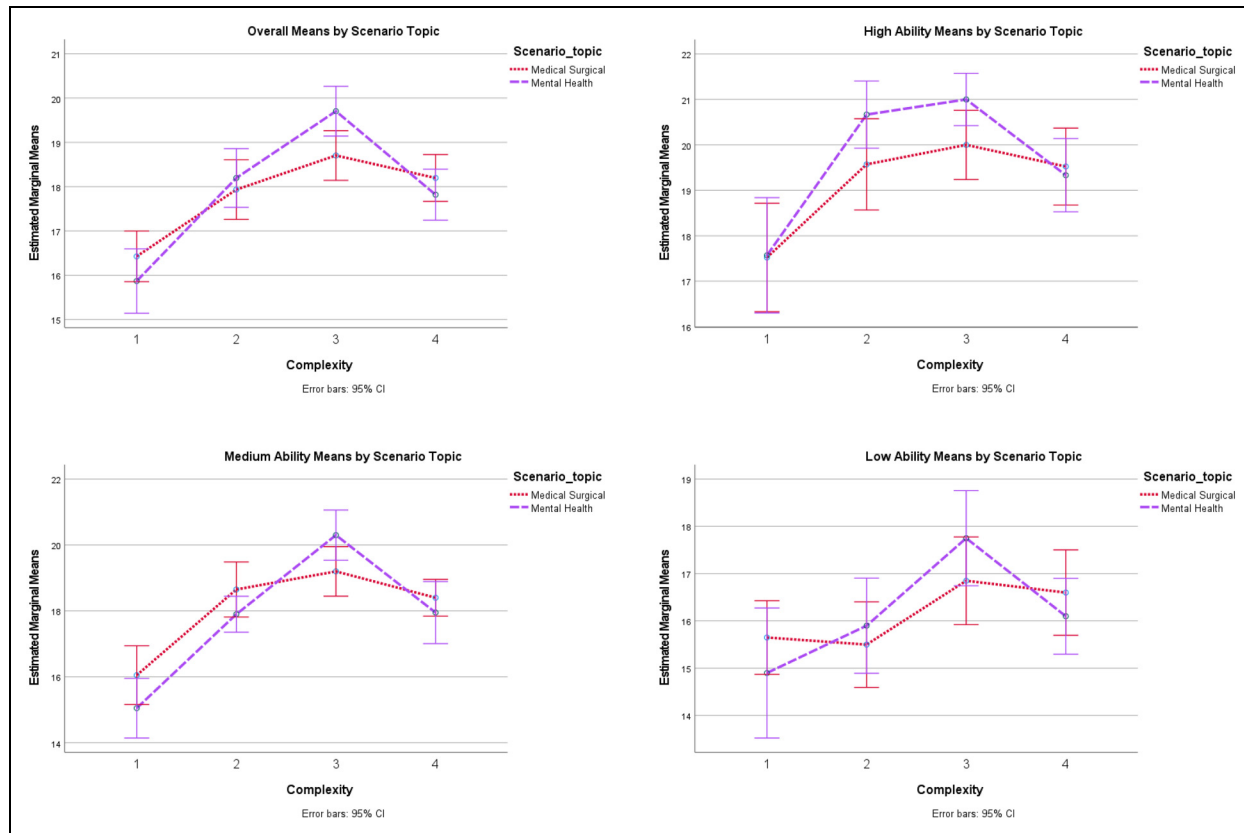 Overall Means by Scenario Topic
21
20
19
18
17
16
15
Estimated Marginal Means
1 2 3 4
Complexity
Error bars: 95% CI
Scenario_topic
Medical Surgical
Mental Health
High Ability Means by Scenario Topic
22
21
20
19
18
17
16
Estimated Marginal Means
1 2 3 4
Complexity
Error bars: 95% CI
Scenario_topic
Medical Surgical
Mental Health
Medium Ability Means by Scenario Topic
22
20
18
16
14
Estimated Marginal Means
1 2 3 4
Complexity
Error bars: 95% CI
Scenario_topic
Medical Surgical
Mental Health
Low Ability Means by Scenario Topic
19
18
17
16
15
14
Estimated Marginal Means
1 2 3 4
Complexity
Error bars: 95% CI
Scenario_topic
Medical Surgical
Mental Health